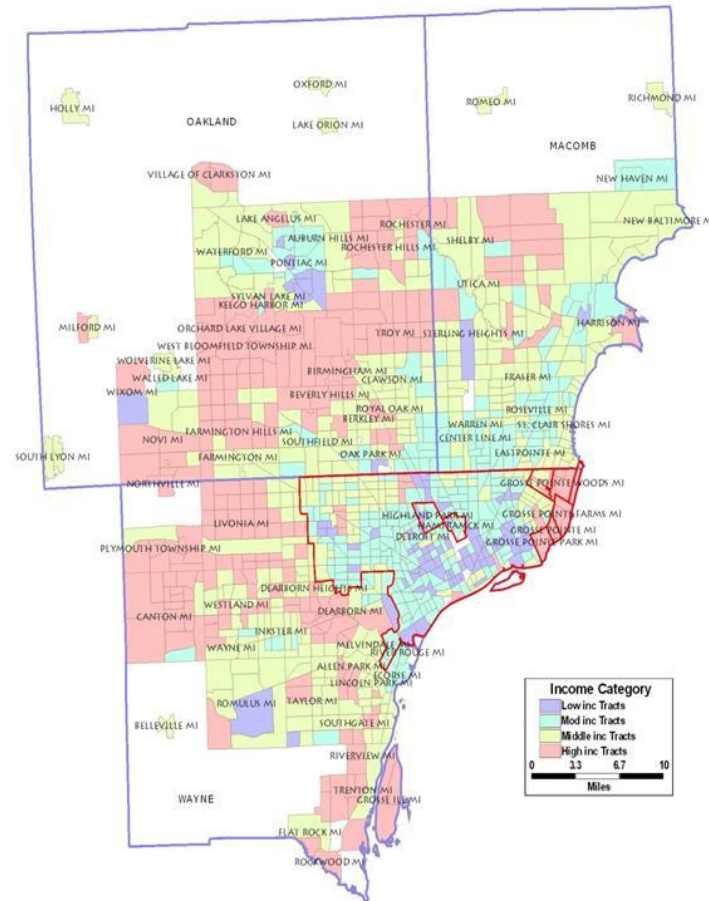 OXFORD MI
HOLLY MI
ROMEO MI
RICHMOND MI
OAKLAND
LAKE ORION MI
MACOMB
VILLAGE OF CLARKSTON MI
NEW HAVEN MI
LAKE ANGELUS MI
ROCHESTER MI
NEW BALTIMORE M
AUBURN HILLS MI
SHELBY MI
ROCHESTER HILLS MI
WATERFORD MI
PONTIAC MI
UTICA MI
SYLVAN LAKE MI
KEEGO HARBOR MI
HARRISON MI
MILFORD MI
ORCHARD LAKE VILLAGE MI
TROY MI
STERLING HEIGHTS MI
WEST BLOOMFIELD TOWNSHIP MI
WOLVERINE LAKE MI
BIRMINGHAM MI
WALLED LAKE MI
CLAWSON MI
FRASER MI
WIXOM MI
BEVERLY HILLS MI
ROYAL OAK MI
ROSEVILLE MI
BERKLEY MI
WARREN MI
ST. CLAIR SHORES MI
FARMINGTON HILLS MI
NOVI MI
SOUTHFIELD MI
CENTER LINE MI
SOUTH LYON MI
FARMINGTON MI
OAK PARK MI
EASTPOINTE MI
NORTHVILLE MI
GROSSE POINTE WOODS MI
LIVONIA MI
HIGHLAND PARK MI
GROSSE POINTE FARMS MI
HAMTRAMCK MI
GROSSE POINTE MI
DETROIT MI
GROSSE POINTE PARK MI
PLYMOUTH TOWNSHIP MI
DEARBORN HEIGHTS MI
WESTLAND MI
DEARBORN MI
CANTON MI
INKSTER MI
WAYNE MI
MELVINDALE MI
RIVER ROUGE MI
ALLEN PARK MI
ECORSE MI
LINCOLN PARK MI
ROMULUS MI
TAYLOR MI
BELLEVILLE MI
SOUTHGATE MI
RIVERVIEW MI
WAYNE
TRENTON MI
GROSSE ILE MI
FLAT ROCK MI
ROCKWOOD MI
Income Category
Low inc Tracts
Mod inc Tracts
Middle inc Tracts
High inc Tracts
0 3.3 6.7 10
Miles